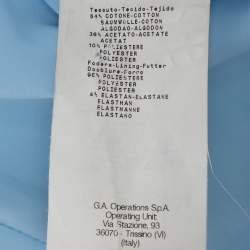 Tessuto-Tecido-Tejido
54% COTONE-COTTON
BAUMWOLLE-COTON
ALGODAO-ALGODON
36% ACETATO-ACETATE
ACETAT
10% POLIESTERE
POLYESTER
POLIESTER
Fodera-Lining-Futter
Doublure-Forro
96% POLIESTERE
POLYESTER
POLIESTER
4% ELASTAN-ELASTANE
ELASTHAN
ELASTHANNE
ELASTANO
G.A. Operations S.p.A.
Operating Unit:
Via Stazione, 93
36070 - Trissino (VI)
(Italy)